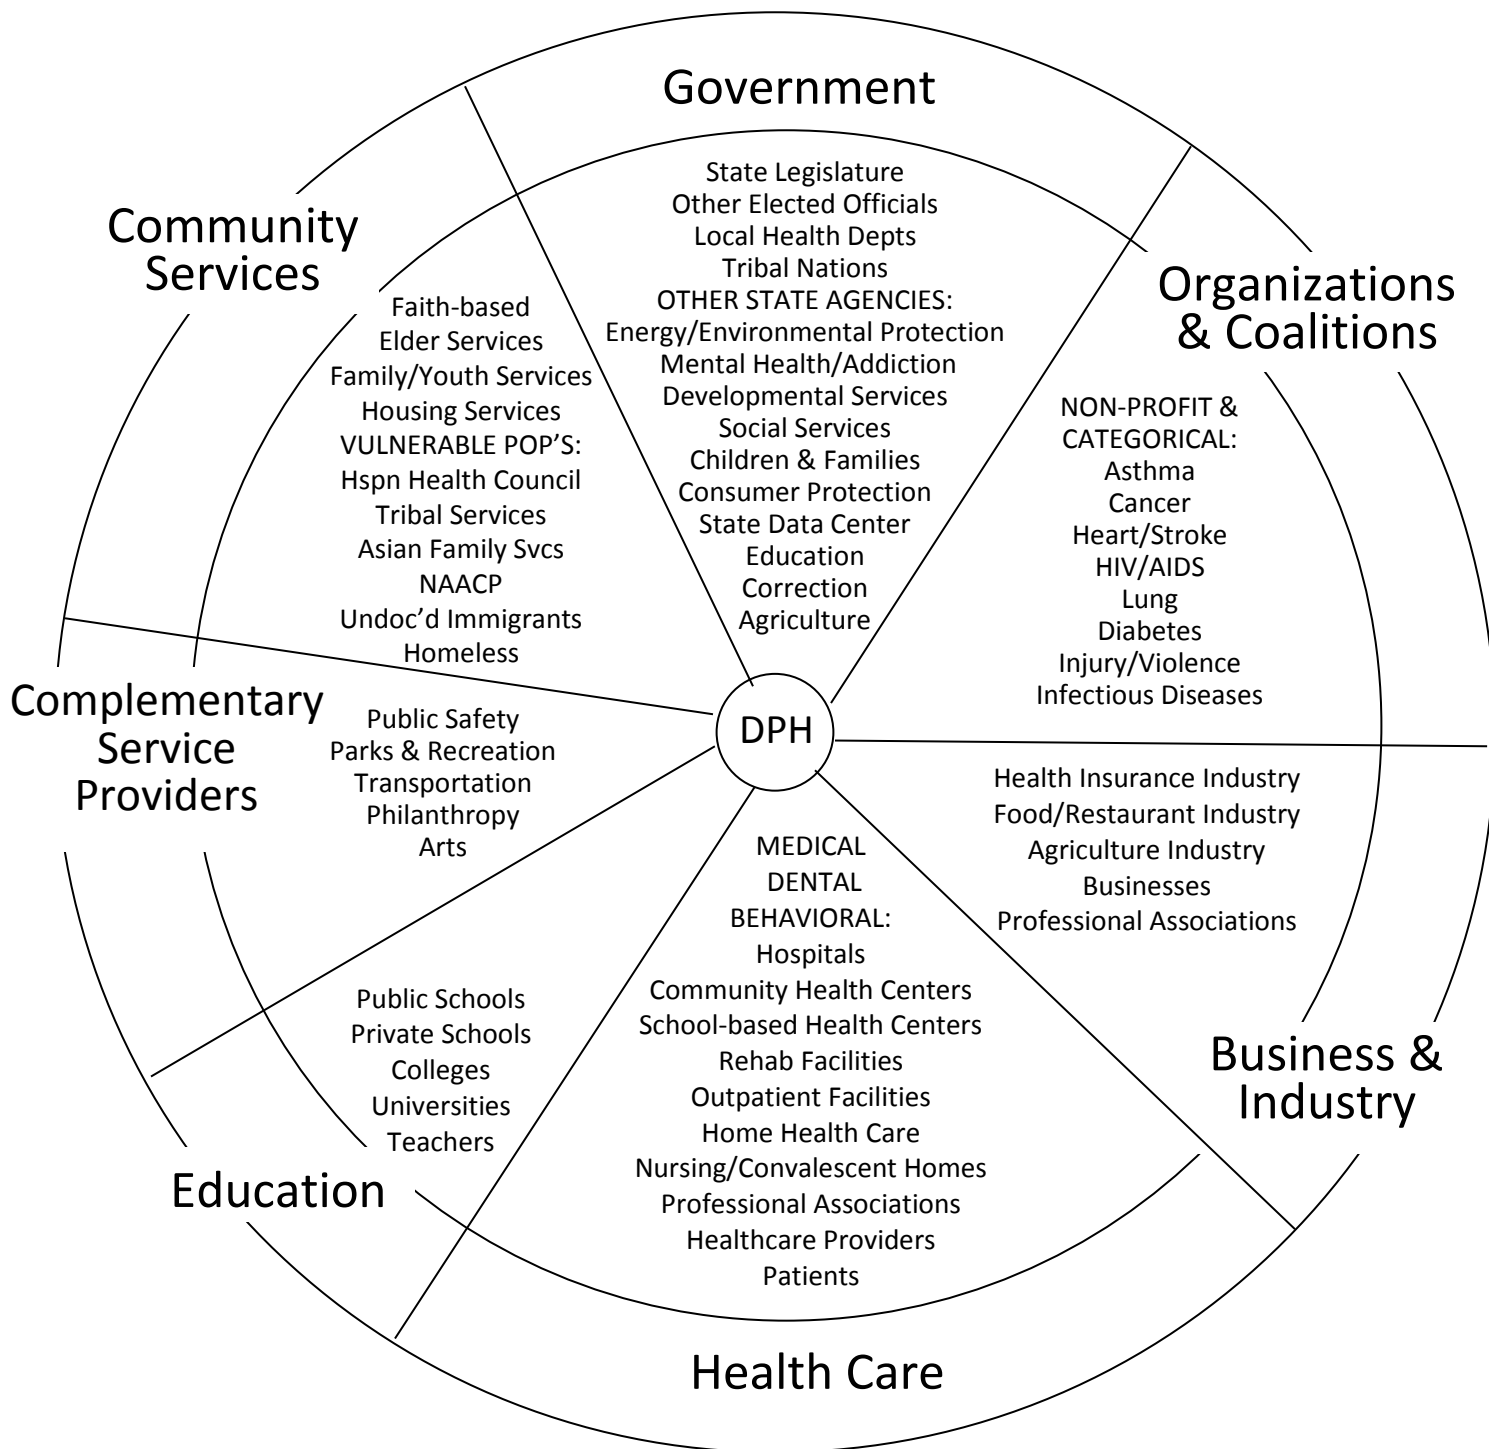 Government
State Legislature
Other Elected Officials
Local Health Depts
Tribal Nations
OTHER STATE AGENCIES:
Energy/Environmental Protection
Mental Health/Addiction
Developmental Services
Social Services
Children & Families
Consumer Protection
State Data Center
Education
Correction
Agriculture
Organizations
& Coalitions
NON-PROFIT &
CATEGORICAL:
Asthma
Cancer
Heart/Stroke
HIV/AIDS
Lung
Diabetes
Injury/Violence
Infectious Diseases
Business &
Industry
Health Insurance Industry
Food/Restaurant Industry
Agriculture Industry
Businesses
Professional Associations
Health Care
MEDICAL
DENTAL
BEHAVIORAL:
Hospitals
Community Health Centers
School-based Health Centers
Rehab Facilities
Outpatient Facilities
Home Health Care
Nursing/Convalescent Homes
Professional Associations
Healthcare Providers
Patients
Education
Public Schools
Private Schools
Colleges
Universities
Teachers
Complementary
Service
Providers
Public Safety
Parks & Recreation
Transportation
Philanthropy
Arts
Community
Services
Faith-based
Elder Services
Family/Youth Services
Housing Services
VULNERABLE POP’S:
Hspn Health Council
Tribal Services
Asian Family Svcs
NAACP
Undoc’d Immigrants
Homeless
DPH